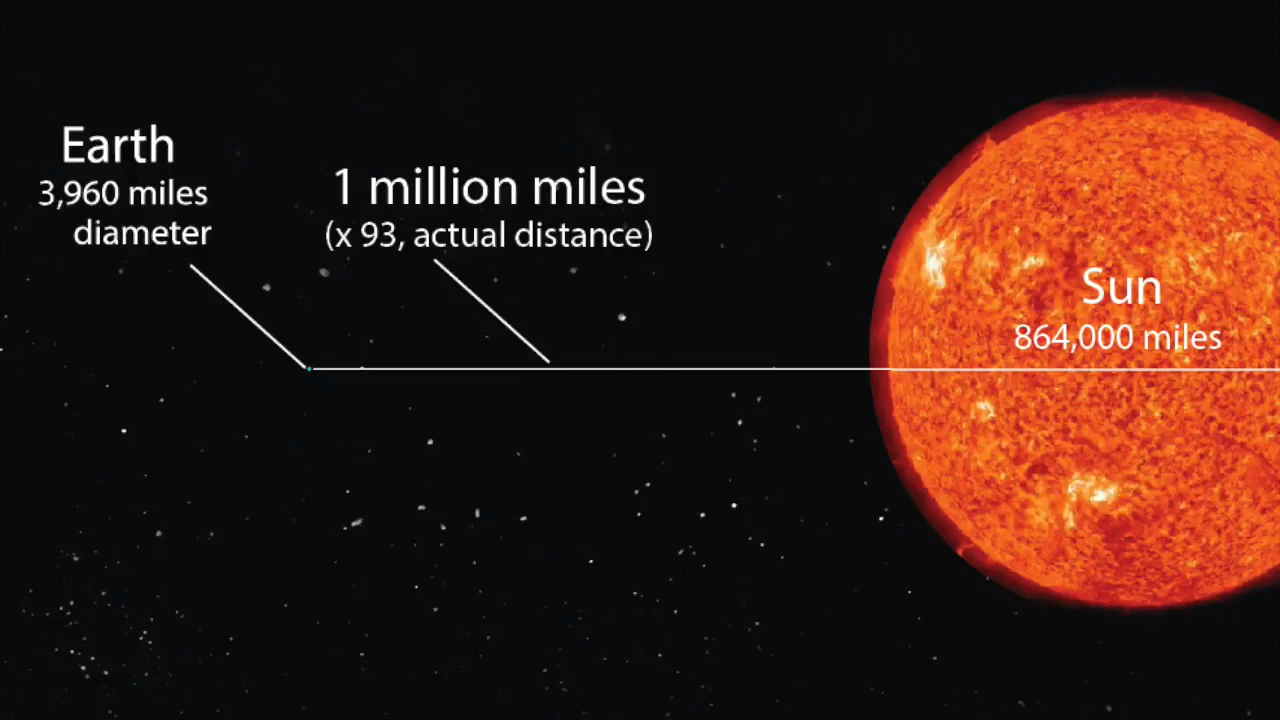 Earth
3,960 miles
diameter
1 million miles
(x 93, actual distance)
Sun
864,000 miles